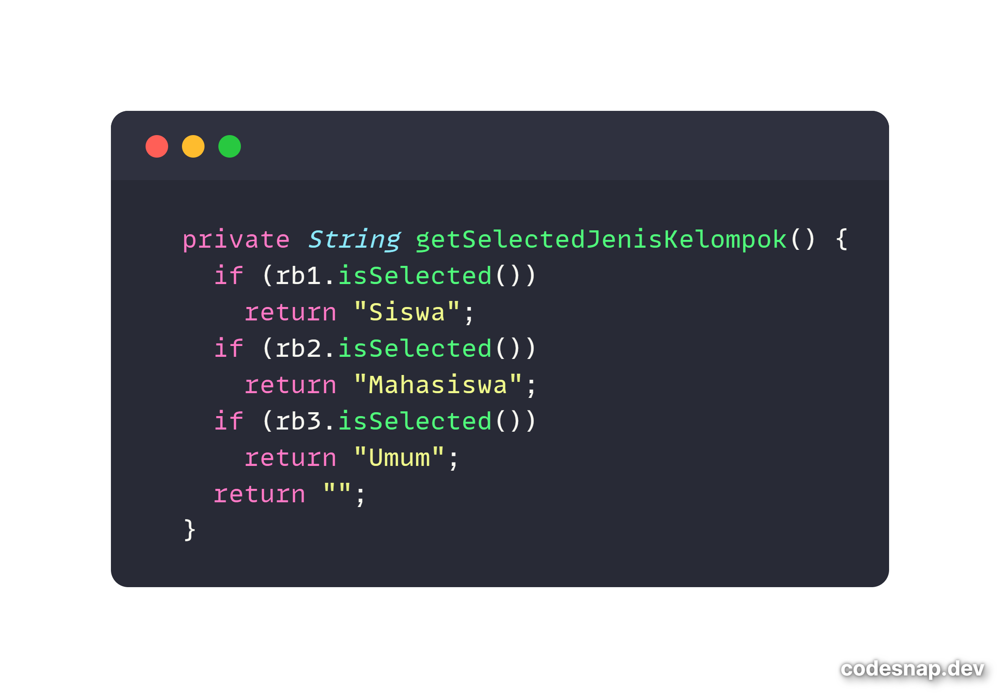 private String getSelectedJenisKelompok() {
  if (rb1.isSelected())
    return "Siswa";
  if (rb2.isSelected())
    return "Mahasiswa";
  if (rb3.isSelected())
    return "Umum";
  return "";
}
codesnap.dev